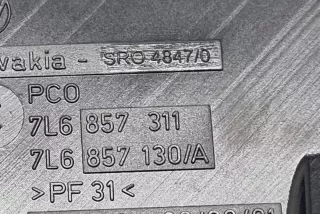 vakia - SRO 4847/0
PCO
7L6 857 311
7L6 857 130/A
>PF 31<